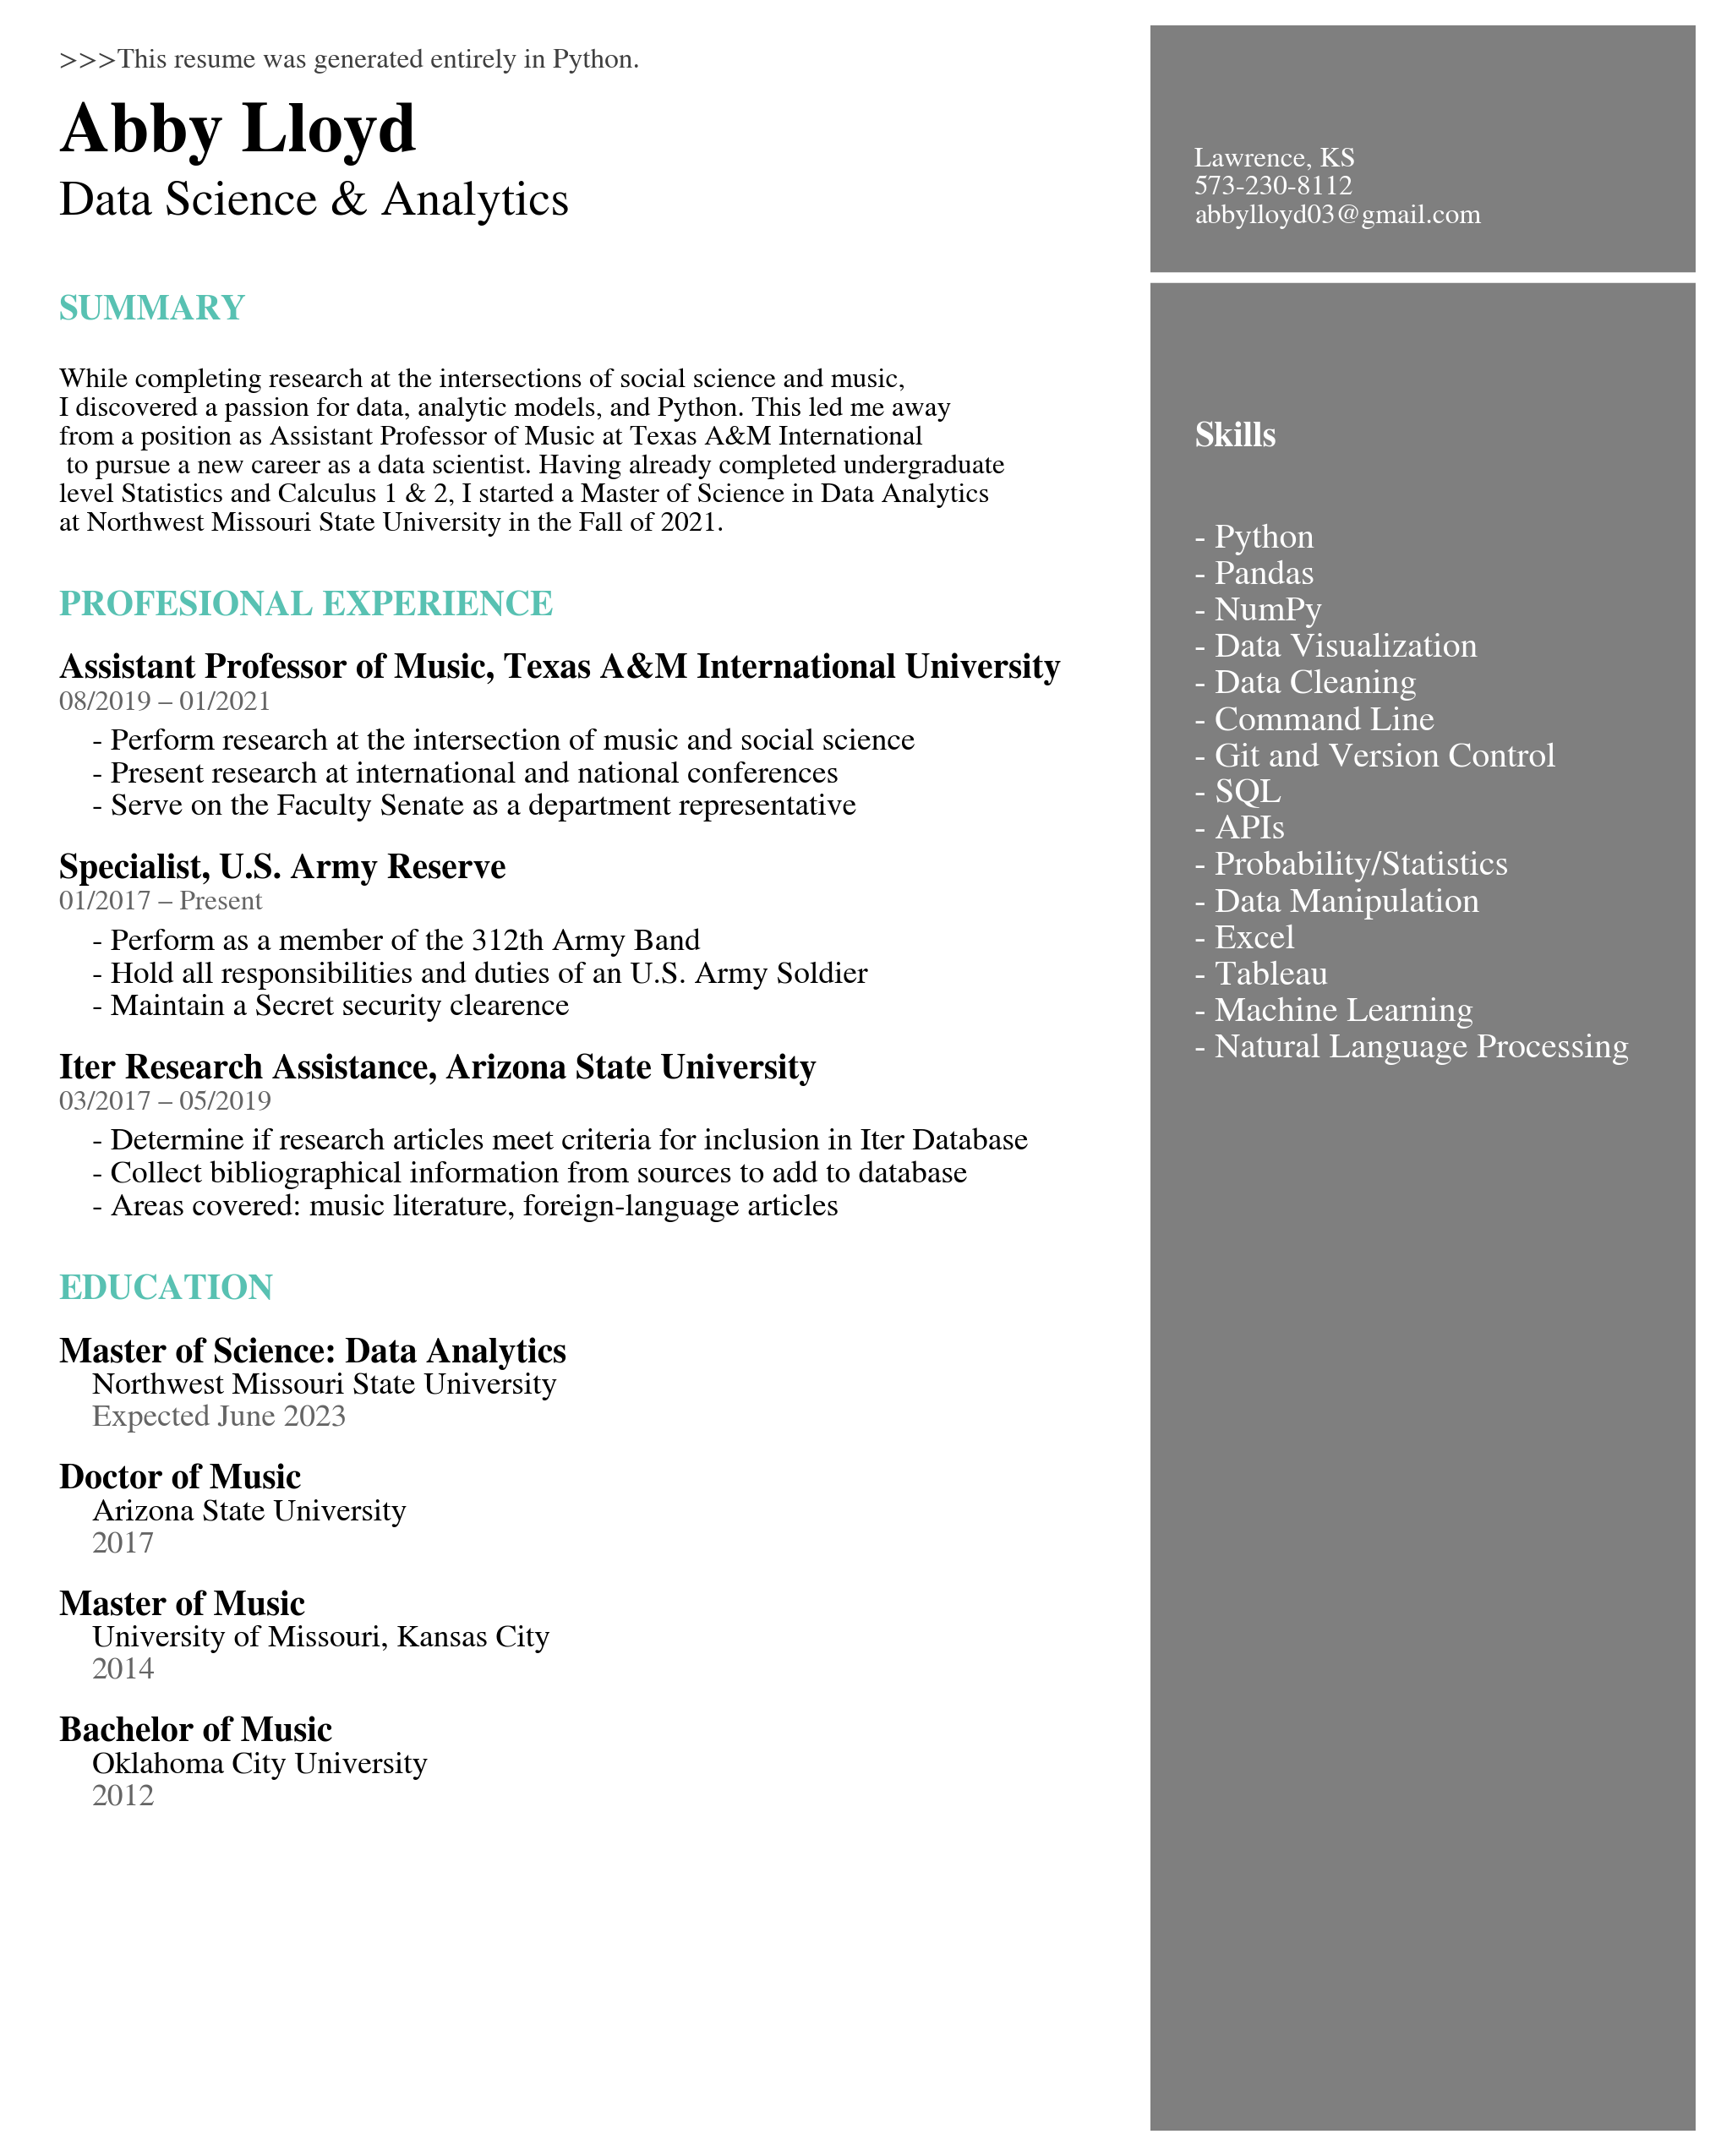 >>>This resume was generated entirely in Python.
Abby Lloyd
Data Science & Analytics
SUMMARY
While completing research at the intersections of social science and music,
I discovered a passion for data, analytic models, and Python. This led me away
from a position as Assistant Professor of Music at Texas A&M International
to pursue a new career as a data scientist. Having already completed undergraduate
level Statistics and Calculus 1 & 2, I started a Master of Science in Data Analytics
at Northwest Missouri State University in the Fall of 2021.
PROFESIONAL EXPERIENCE
Assistant Professor of Music, Texas A&M International University
08/2019 – 01/2021
- Perform research at the intersection of music and social science
- Present research at international and national conferences
- Serve on the Faculty Senate as a department representative
Specialist, U.S. Army Reserve
01/2017 – Present
- Perform as a member of the 312th Army Band
- Hold all responsibilities and duties of an U.S. Army Soldier
- Maintain a Secret security clearence
Iter Research Assistance, Arizona State University
03/2017 – 05/2019
- Determine if research articles meet criteria for inclusion in Iter Database
- Collect bibliographical information from sources to add to database
- Areas covered: music literature, foreign-language articles
EDUCATION
Master of Science: Data Analytics
Northwest Missouri State University
Expected June 2023
Doctor of Music
Arizona State University
2017
Master of Music
University of Missouri, Kansas City
2014
Bachelor of Music
Oklahoma City University
2012
Lawrence, KS
573-230-8112
abbylloyd03@gmail.com
Skills
- Python
- Pandas
- NumPy
- Data Visualization
- Data Cleaning
- Command Line
- Git and Version Control
- SQL
- APIs
- Probability/Statistics
- Data Manipulation
- Excel
- Tableau
- Machine Learning
- Natural Language Processing